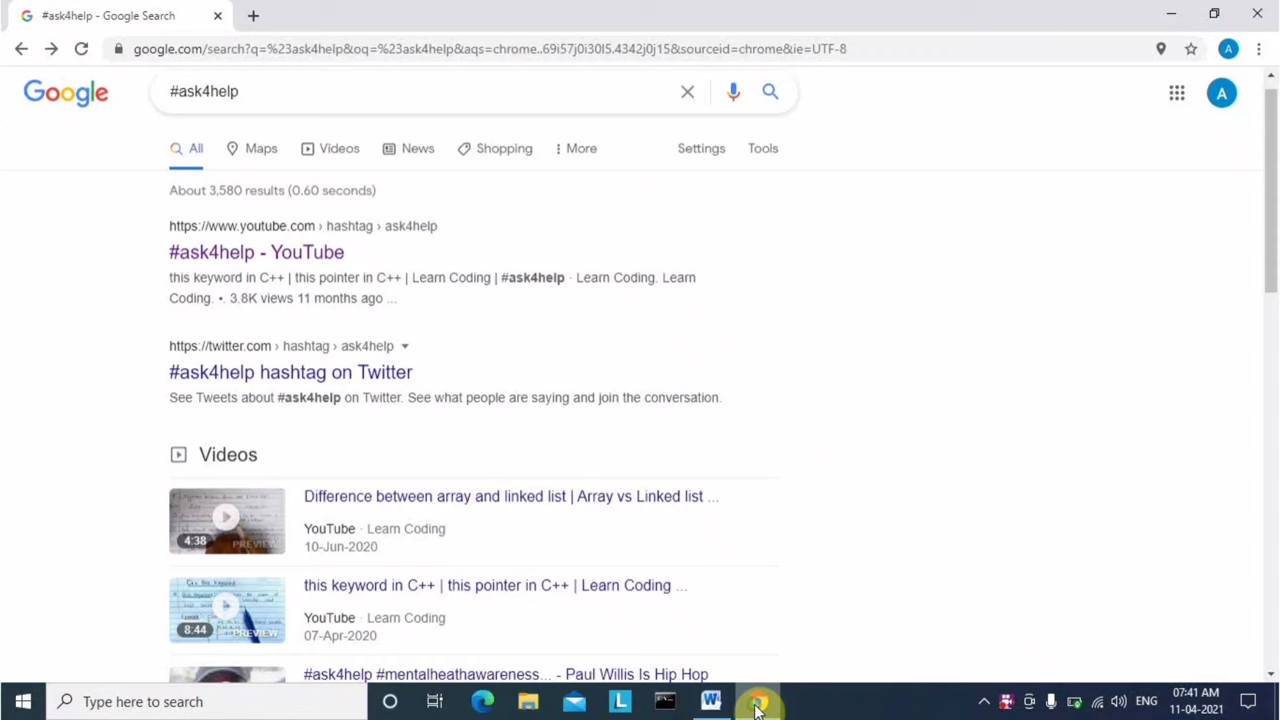 #ask4help - Google Search
google.com/search?q=%23ask4help&oq=%23ask4help&aqs=chrome..69i57j0i30l5.4342j0j15&sourceid=chrome&ie=UTF-8
A
Google
#ask4help
A
All
Maps
Videos
News
Shopping
More
Settings
Tools
About 3,580 results (0.60 seconds)
https://www.youtube.com › hashtag › ask4help
#ask4help - YouTube
this keyword in C++ | this pointer in C++ | Learn Coding | #ask4help · Learn Coding. Learn
Coding. •. 3.8K views 11 months ago ...
https://twitter.com › hashtag › ask4help
#ask4help hashtag on Twitter
See Tweets about #ask4help on Twitter. See what people are saying and join the conversation.
Videos
Difference between array and linked list | Array vs Linked list ...
YouTube · Learn Coding
10-Jun-2020
4:38
PREVIEW
this keyword in C++ | this pointer in C++ | Learn Coding ...
YouTube · Learn Coding
07-Apr-2020
8:44
PREVIEW
#ask4help #mentalheathawareness... - Paul Willis Is Hip Hop
Type here to search
L
W
ENG
07:41 AM
11-04-2021